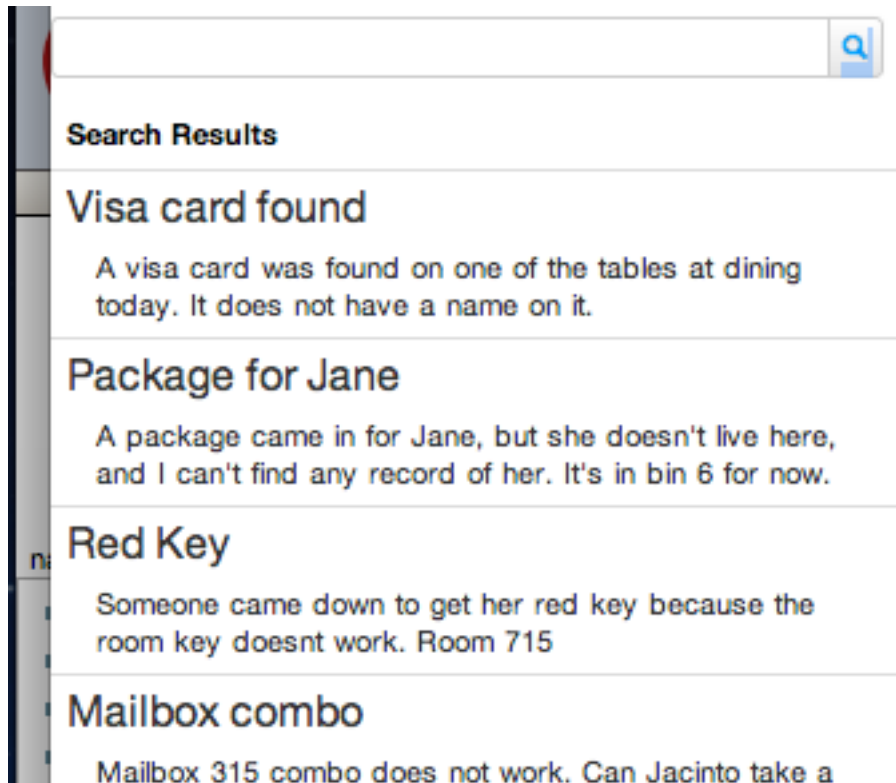 Search Results
Visa card found
A visa card was found on one of the tables at dining
today. It does not have a name on it.
Package for Jane
A package came in for Jane, but she doesn't live here,
and I can't find any record of her. It's in bin 6 for now.
Red Key
Someone came down to get her red key because the
room key doesnt work. Room 715
Mailbox combo
Mailbox 315 combo does not work. Can Jacinto take a